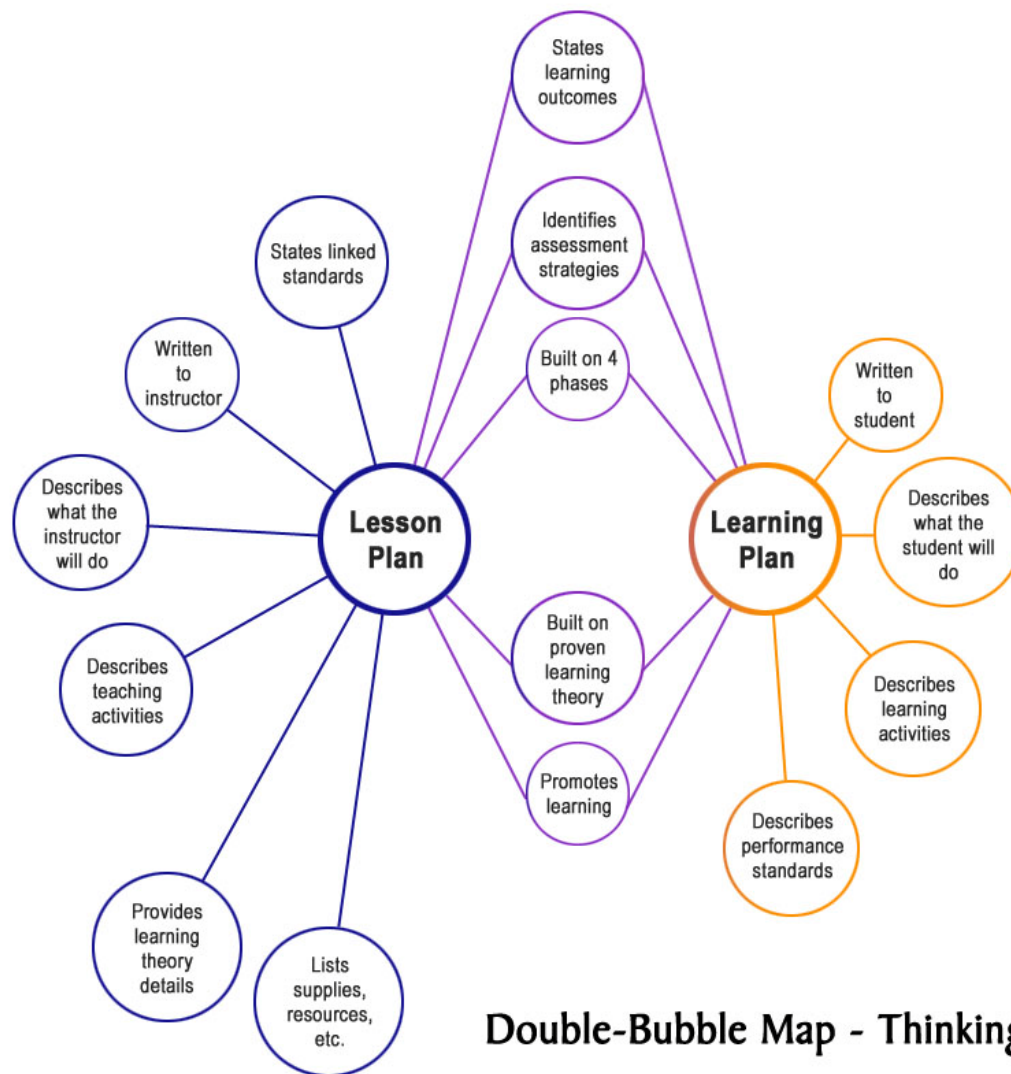 States
learning
outcomes
Identifies
assessment
strategies
Built on 4
phases
States linked
standards
Written
to
instructor
Describes
what the
instructor
will do
Describes
teaching
activities
Provides
learning
theory
details
Lists
supplies,
resources,
etc.
Lesson
Plan
Learning
Plan
Built on
proven
learning
theory
Promotes
learning
Written
to
student
Describes
what the
student will
do
Describes
learning
activities
Describes
performance
standards
Double-Bubble Map - Thinking